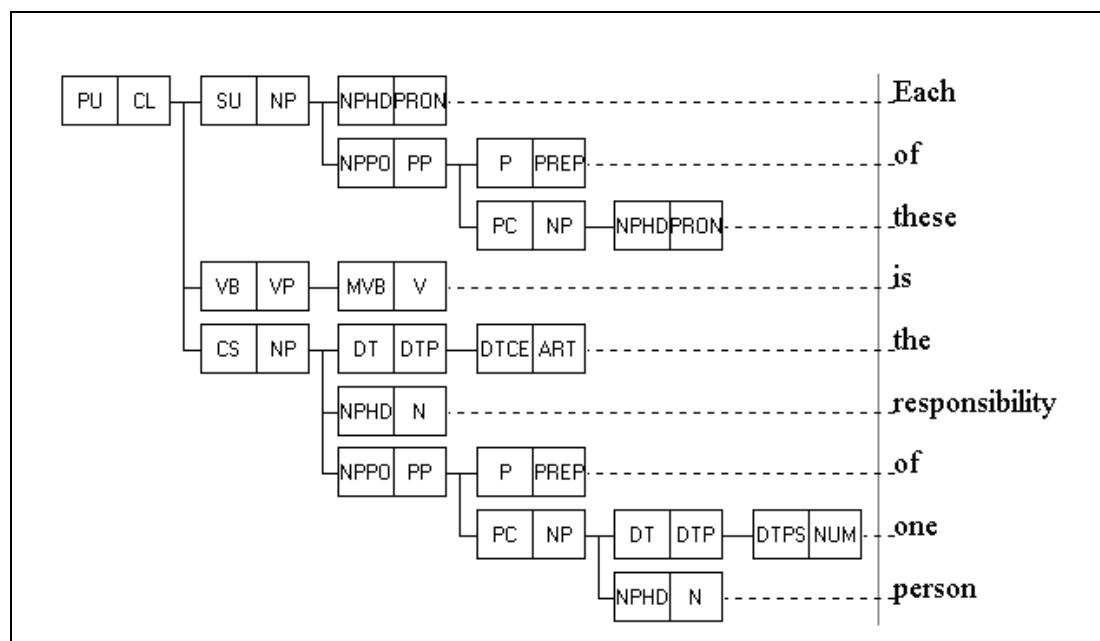 PU CL SU NP NPHD PRON Each
NPPO PP P PREP of
PC NP NPHD PRON these
VB VP MVB V is
CS NP DT DTP DTCE ART the
NPHD N responsibility
NPPO PP P PREP of
PC NP DT DTP DTPS NUM one
NPHD N person